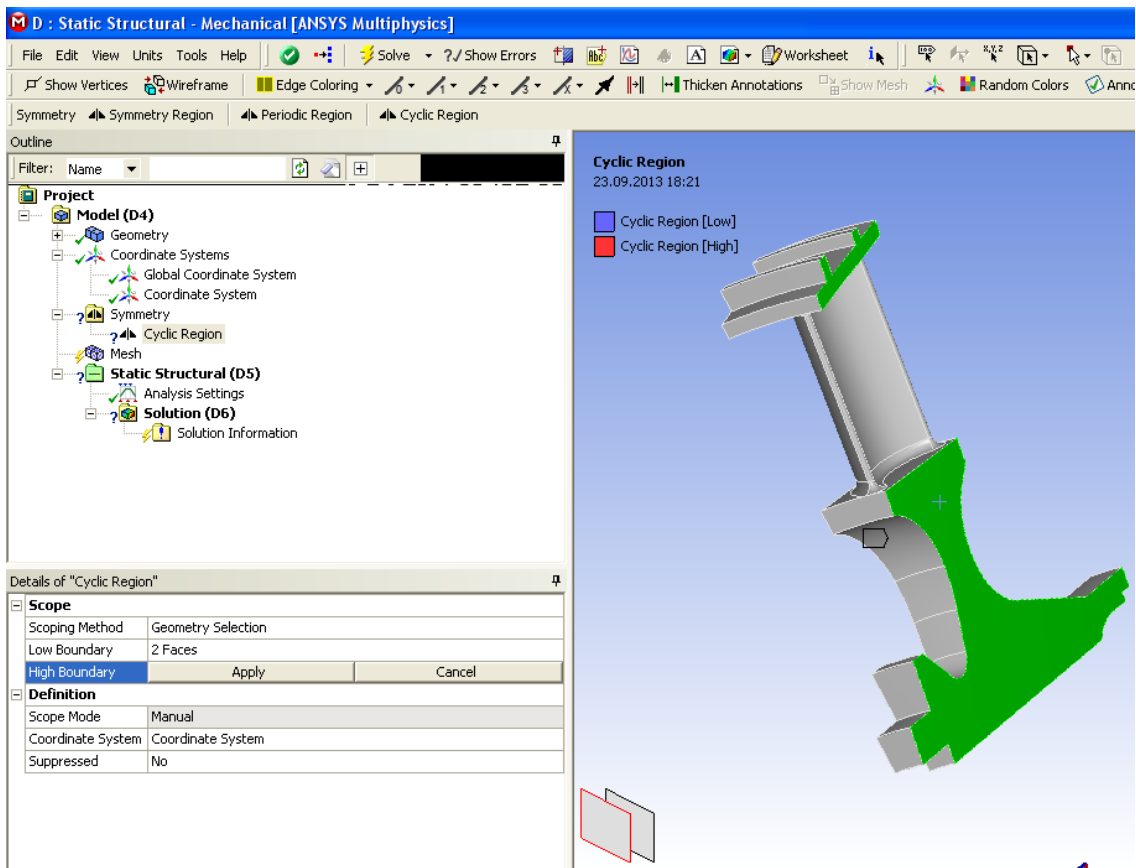 D : Static Structural - Mechanical [ANSYS Multiphysics]
File Edit View Units Tools Help Solve ?/ Show Errors Worksheet
Show Vertices Wireframe Edge Coloring Thicken Annotations Show Mesh Random Colors
Symmetry Symmetry Region Periodic Region Cyclic Region
Outline
Filter: Name
Project
Model (D4)
Geometry
Coordinate Systems
Global Coordinate System
Coordinate System
Symmetry
Cyclic Region
Mesh
Static Structural (D5)
Analysis Settings
Solution (D6)
Solution Information
Details of "Cyclic Region"
Scope
Scoping Method Geometry Selection
Low Boundary 2 Faces
High Boundary Apply Cancel
Definition
Scope Mode Manual
Coordinate System Coordinate System
Suppressed No
Cyclic Region
23.09.2013 18:21
Cyclic Region [Low]
Cyclic Region [High]